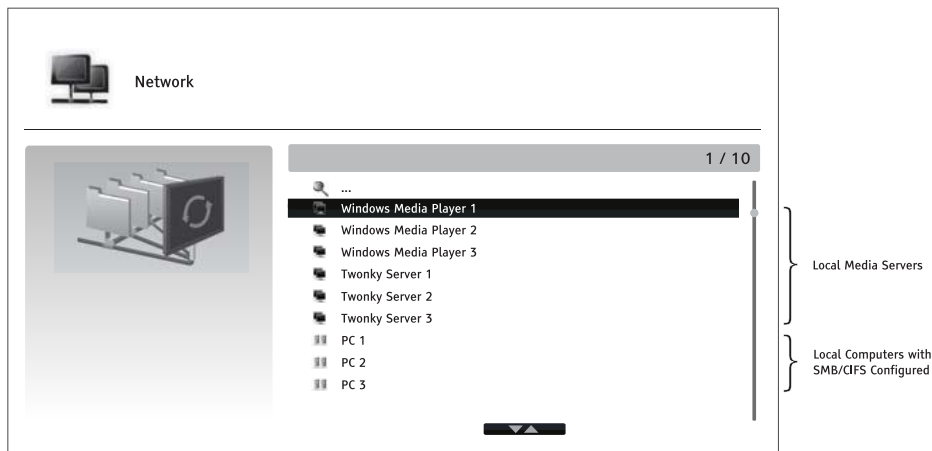 Network
1 / 10
...
Windows Media Player 1
Windows Media Player 2
Windows Media Player 3
Twonky Server 1
Twonky Server 2
Twonky Server 3
PC 1
PC 2
PC 3
Local Media Servers
Local Computers with
SMB/CIFS Configured